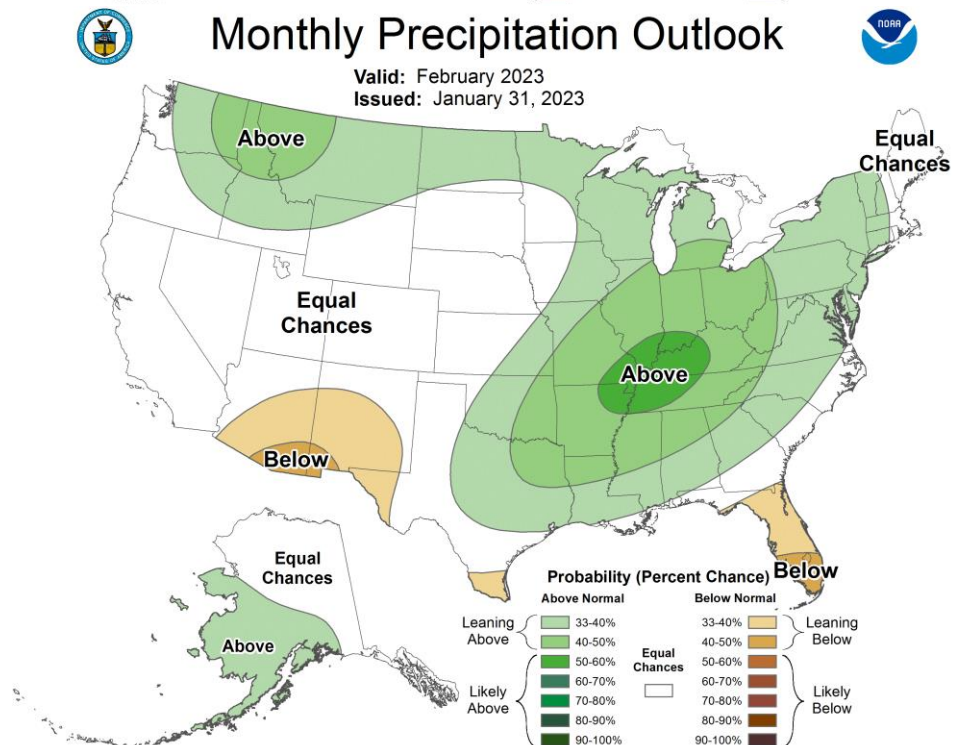 Monthly Precipitation Outlook
NOAA
Valid: February 2023
Issued: January 31, 2023
Above
Equal
Chances
Equal
Chances
Above
Below
Equal
Chances
Above
Below
Probability (Percent Chance)
Above Normal
Below Normal
Leaning
Above
33-40%
40-50%
50-60%
60-70%
70-80%
80-90%
90-100%
Likely
Above
Equal
Chances
33-40%
40-50%
50-60%
60-70%
70-80%
80-90%
90-100%
Leaning
Below
Likely
Below